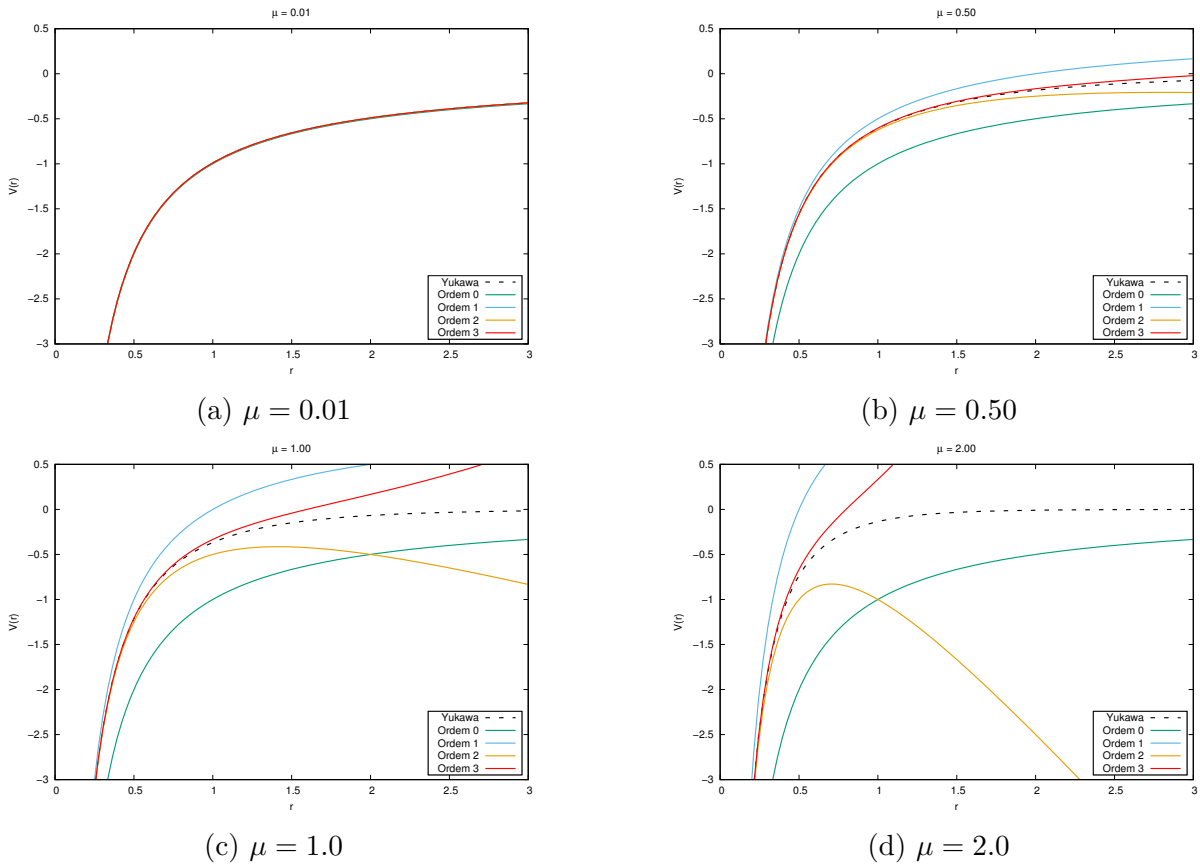 μ = 0.01
0.5
0
−0.5
−1
−1.5
−2
−2.5
−3
V(r)
Yukawa
Ordem 0
Ordem 1
Ordem 2
Ordem 3
0 0.5 1 1.5 2 2.5 3
r
(a) μ = 0.01
μ = 0.50
0.5
0
−0.5
−1
−1.5
−2
−2.5
−3
V(r)
Yukawa
Ordem 0
Ordem 1
Ordem 2
Ordem 3
0 0.5 1 1.5 2 2.5 3
r
(b) μ = 0.50
μ = 1.00
0.5
0
−0.5
−1
−1.5
−2
−2.5
−3
V(r)
Yukawa
Ordem 0
Ordem 1
Ordem 2
Ordem 3
0 0.5 1 1.5 2 2.5 3
r
(c) μ = 1.0
μ = 2.00
0.5
0
−0.5
−1
−1.5
−2
−2.5
−3
V(r)
Yukawa
Ordem 0
Ordem 1
Ordem 2
Ordem 3
0 0.5 1 1.5 2 2.5 3
r
(d) μ = 2.0